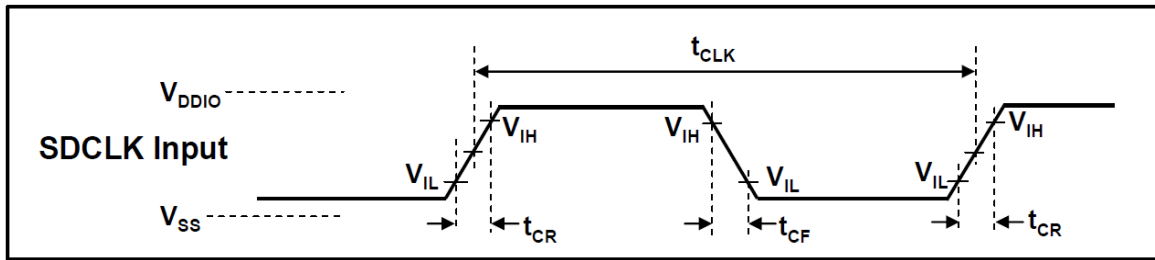 tCLK
VDDIO
VIH
VIH
VIH
SDCLK Input
VIL
VIL
VIL
VSS
tCR
tCF
tCR